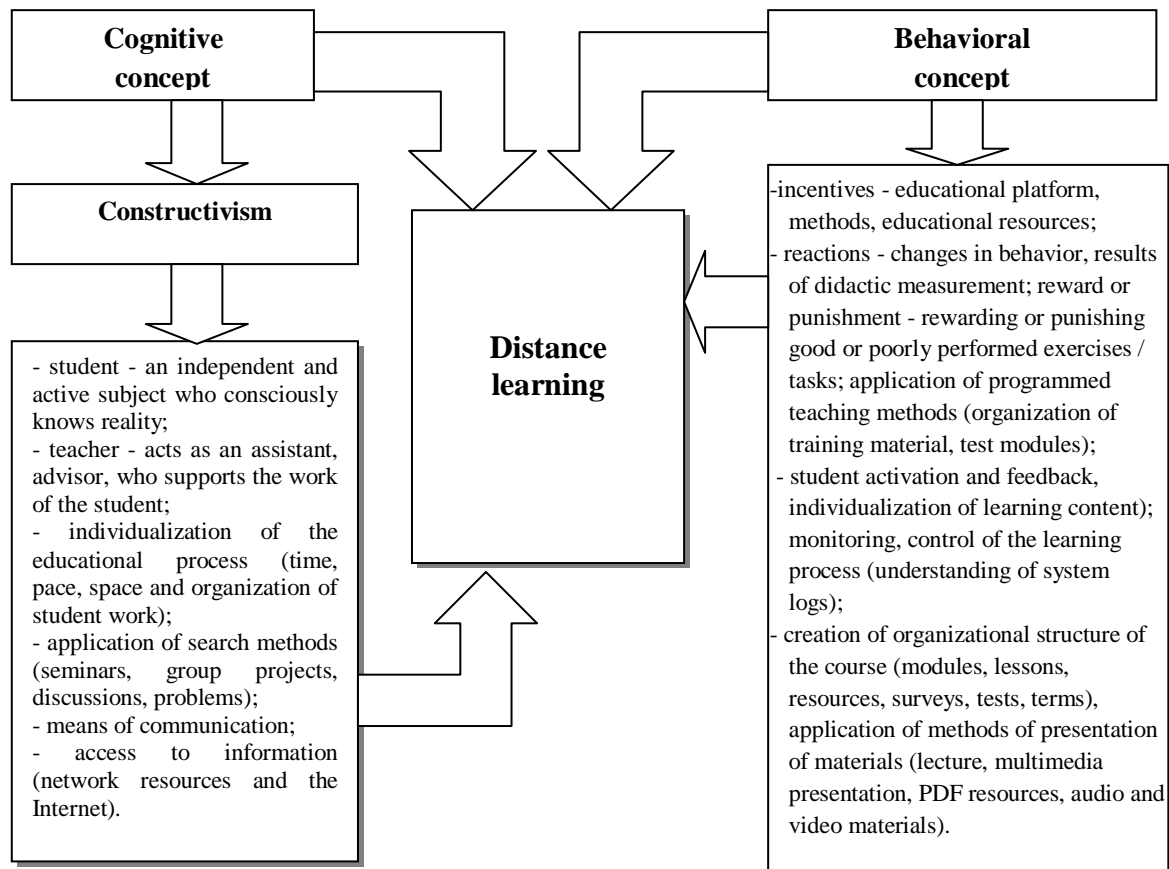 Cognitive
concept
Behavioral
concept
Constructivism
- student - an independent and
active subject who consciously
knows reality;
- teacher - acts as an assistant,
advisor, who supports the work
of the student;
- individualization of the
educational process (time,
pace, space and organization of
student work);
- application of search methods
(seminars, group projects,
discussions, problems);
- means of communication;
- access to information
(network resources and the
Internet).
Distance
learning
-incentives - educational platform,
methods, educational resources;
- reactions - changes in behavior, results
of didactic measurement; reward or
punishment - rewarding or punishing
good or poorly performed exercises /
tasks; application of programmed
teaching methods (organization of
training material, test modules);
- student activation and feedback,
individualization of learning content);
monitoring, control of the learning
process (understanding of system
logs);
- creation of organizational structure of
the course (modules, lessons,
resources, surveys, tests, terms),
application of methods of presentation
of materials (lecture, multimedia
presentation, PDF resources, audio and
video materials).